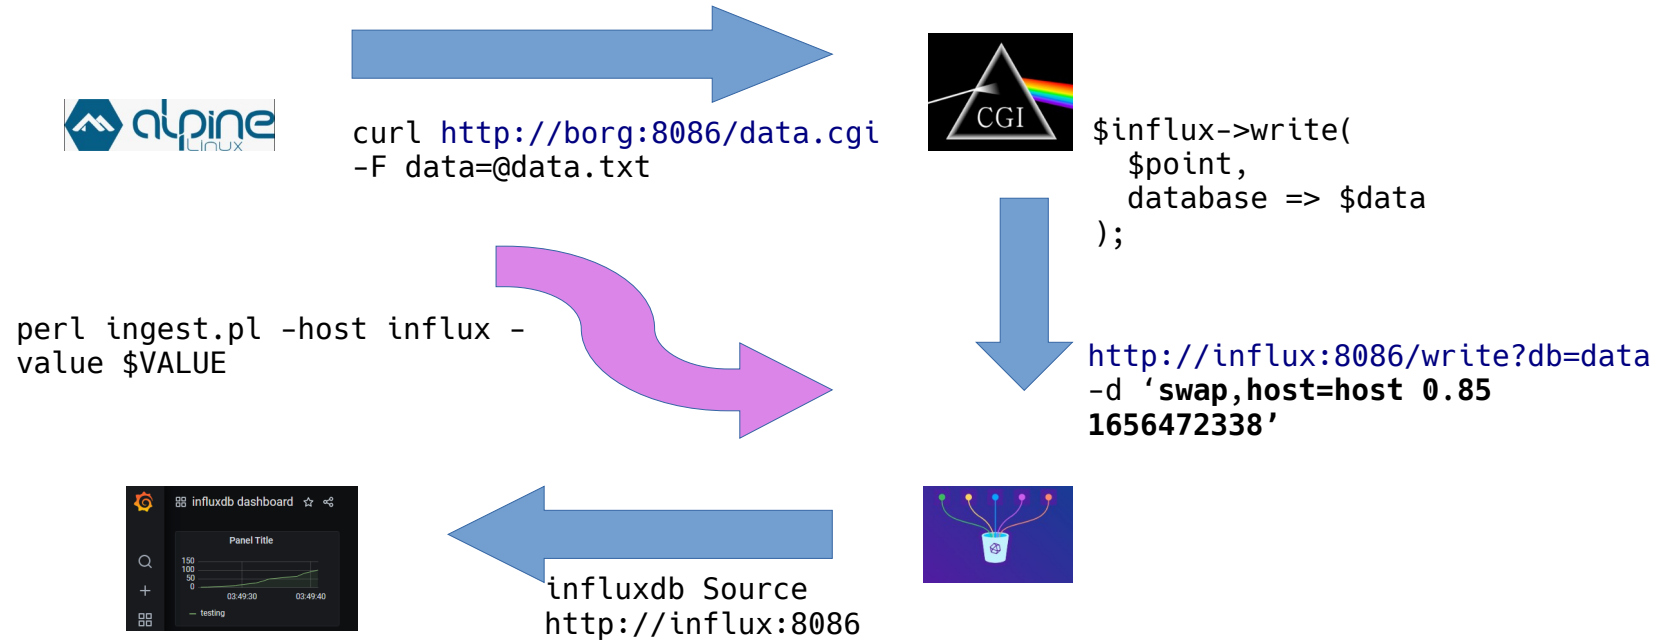 alpine
Linux
curl http://borg:8086/data.cgi
-F data=@data.txt
CGI
$influx->write(
$point,
database => $data
);
perl ingest.pl -host influx -
value $VALUE
http://influx:8086/write?db=data
-d ‘swap,host=host 0.85
1656472338’
influxdb dashboard
Panel Title
150
100
50
0
03:49:30 03:49:40
testing
influxdb Source
http://influx:8086